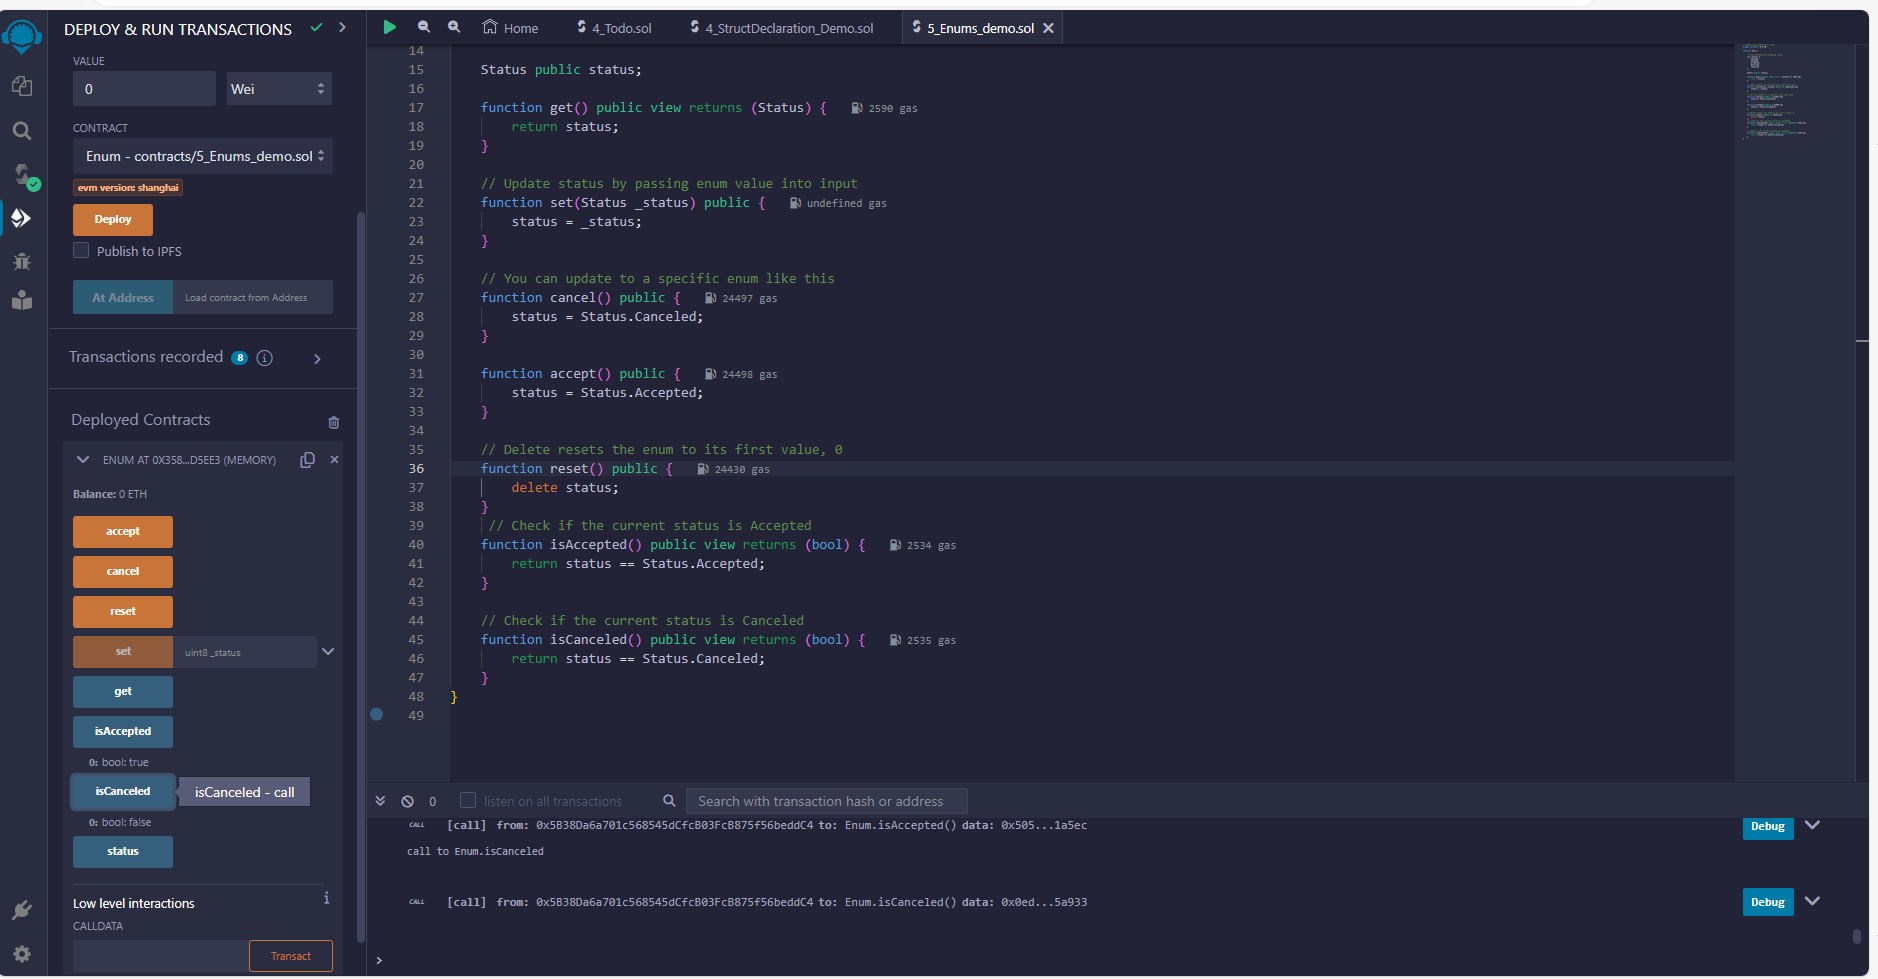 DEPLOY & RUN TRANSACTIONS
VALUE
0
Wei
CONTRACT
Enum - contracts/5_Enums_demo.sol
evm version: shanghai
Deploy
Publish to IPFS
At Address
Load contract from Address
Transactions recorded 8 i
Deployed Contracts
ENUM AT 0X358...D5EE3 (MEMORY)
Balance: 0 ETH
accept
cancel
reset
set
uint8 _status
get
isAccepted
0: bool: true
isCanceled
isCanceled - call
0: bool: false
status
Low level interactions
i
CALLDATA
Transact
Home
4_Todo.sol
4_StructDeclaration_Demo.sol
5_Enums_demo.sol
14
15 Status public status;
16
17 function get() public view returns (Status) { 2590 gas
18 return status;
19 }
20
21 // Update status by passing enum value into input
22 function set(Status _status) public { undefined gas
23 status = _status;
24 }
25
26 // You can update to a specific enum like this
27 function cancel() public { 24497 gas
28 status = Status.Canceled;
29 }
30
31 function accept() public { 24498 gas
32 status = Status.Accepted;
33 }
34
35 // Delete resets the enum to its first value, 0
36 function reset() public { 24430 gas
37 delete status;
38 }
39 // Check if the current status is Accepted
40 function isAccepted() public view returns (bool) { 2534 gas
41 return status == Status.Accepted;
42 }
43
44 // Check if the current status is Canceled
45 function isCanceled() public view returns (bool) { 2535 gas
46 return status == Status.Canceled;
47 }
48 }
49
0
listen on all transactions
Search with transaction hash or address
CALL [call] from: 0x5B38Da6a701c568545dCfcB03FcB875f56beddC4 to: Enum.isAccepted() data: 0x505...1a5ec
Debug
call to Enum.isCanceled
CALL [call] from: 0x5B38Da6a701c568545dCfcB03FcB875f56beddC4 to: Enum.isCanceled() data: 0x0ed...5a933
Debug
>